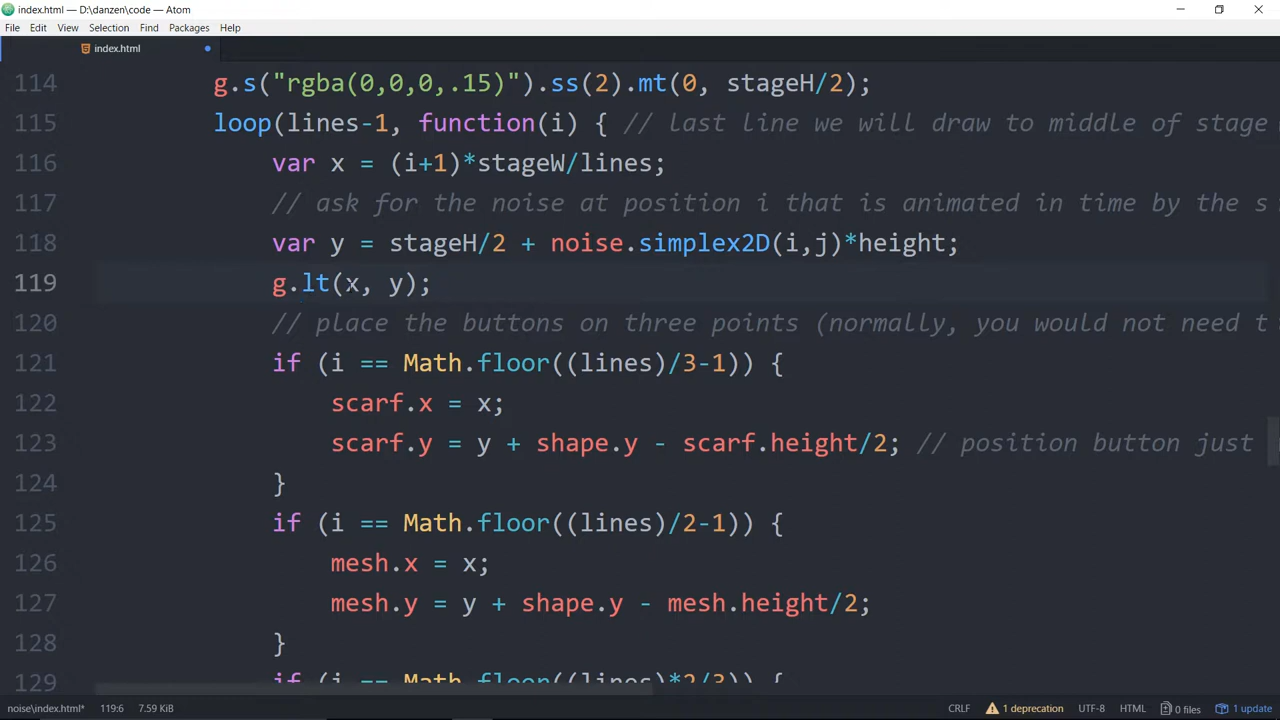 index.html — D:\danzen\code — Atom
File Edit View Selection Find Packages Help
index.html
114 g.s("rgba(0,0,0,.15)").ss(2).mt(0, stageH/2);
115 loop(lines-1, function(i) { // last line we will draw to middle of stage
116 var x = (i+1)*stageW/lines;
117 // ask for the noise at position i that is animated in time by the s
118 var y = stageH/2 + noise.simplex2D(i,j)*height;
119 g.lt(x, y);
120 // place the buttons on three points (normally, you would not need t
121 if (i == Math.floor((lines)/3-1)) {
122 scarf.x = x;
123 scarf.y = y + shape.y - scarf.height/2; // position button just
124 }
125 if (i == Math.floor((lines)/2-1)) {
126 mesh.x = x;
127 mesh.y = y + shape.y - mesh.height/2;
128 }
129 if (i == Math.floor((lines)*2/3)) {
noise\index.html* 119:6 7.59 KiB CRLF 1 deprecation UTF-8 HTML 0 files 1 update